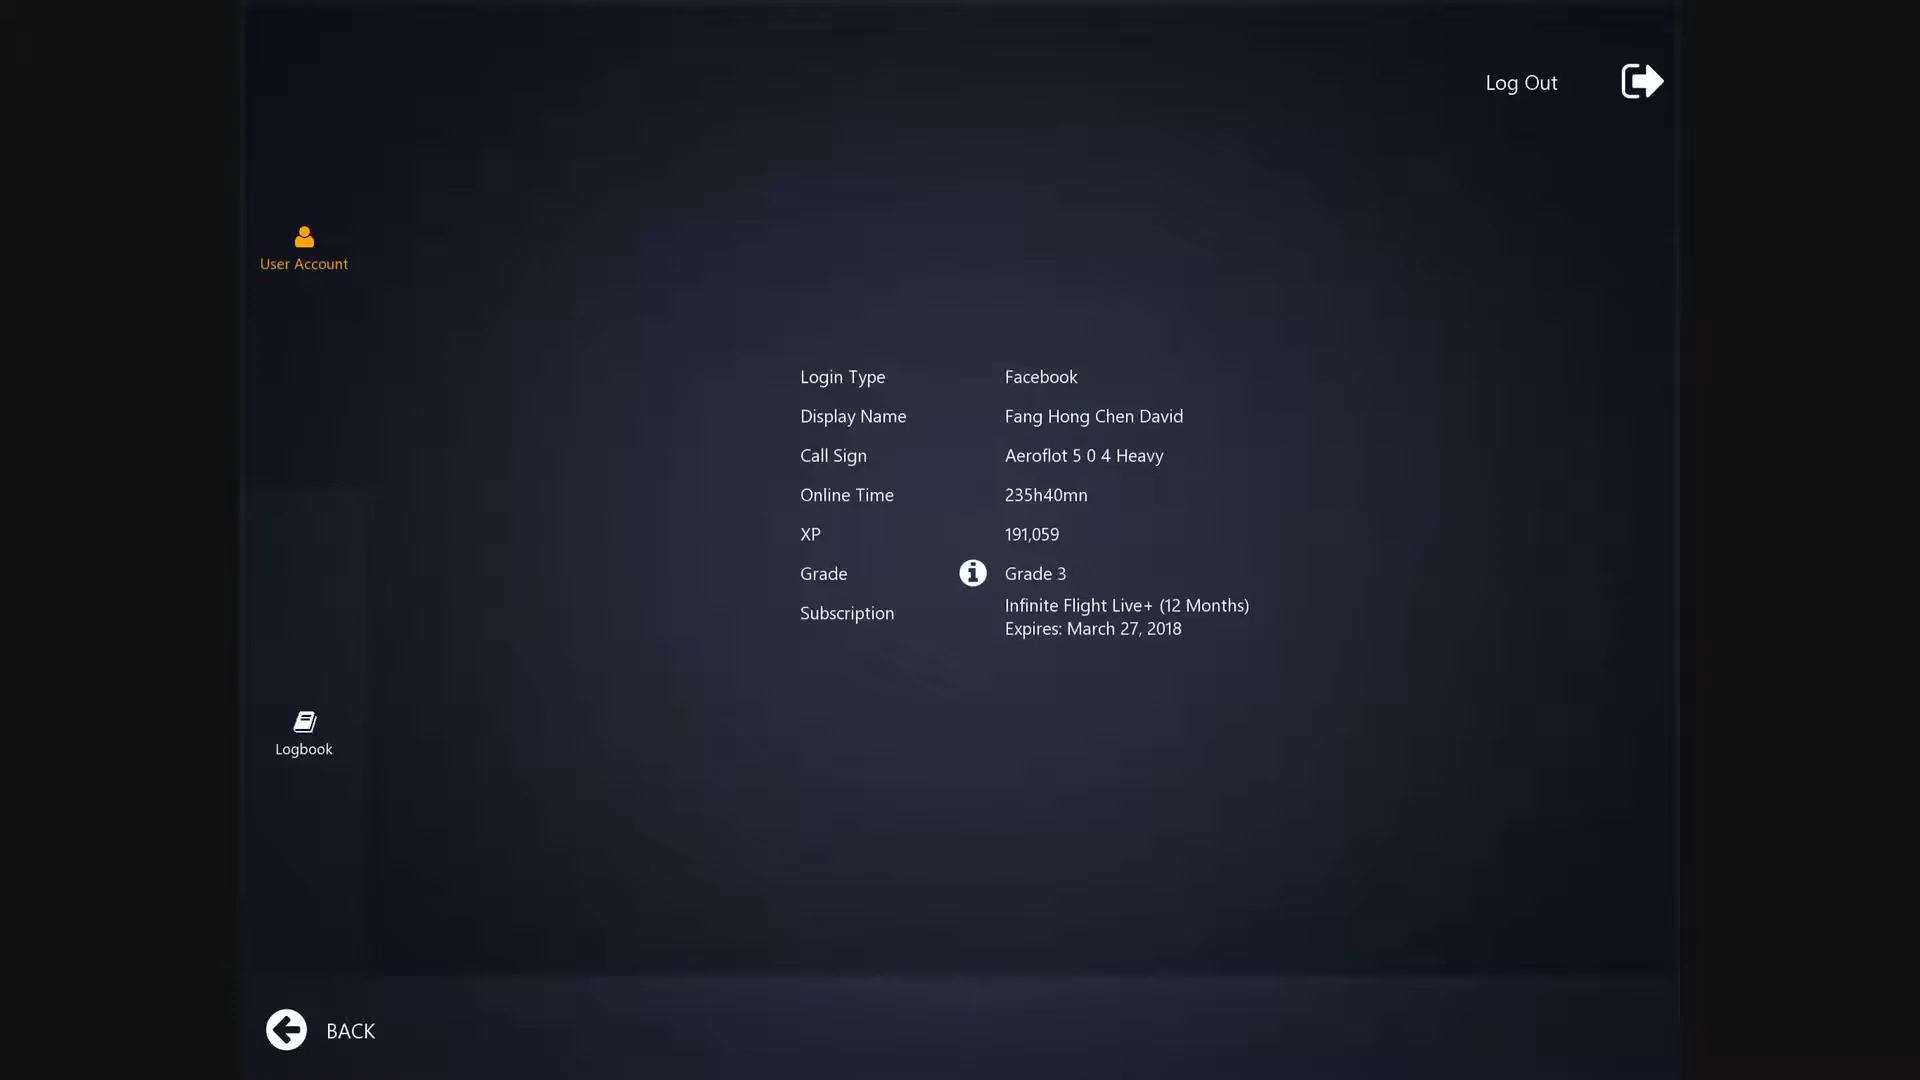 Log Out
User Account
Login Type Facebook
Display Name Fang Hong Chen David
Call Sign Aeroflot 5 0 4 Heavy
Online Time 235h40mn
XP 191,059
Grade Grade 3
Subscription Infinite Flight Live+ (12 Months)
Expires: March 27, 2018
Logbook
BACK